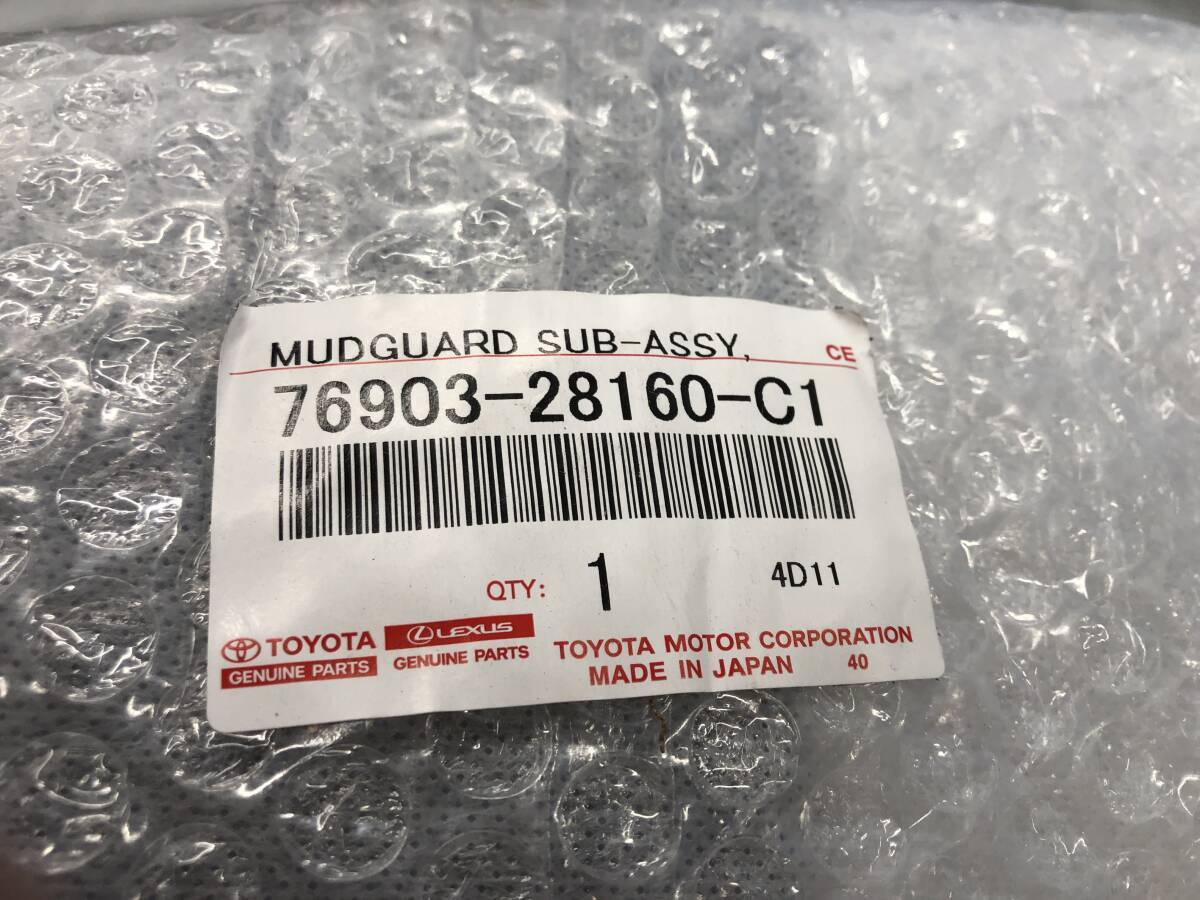 MUDGUARD SUB-ASSY,
CE
76903-28160-C1
QTY: 1 4D11
TOYOTA
GENUINE PARTS
LEXUS
GENUINE PARTS
TOYOTA MOTOR CORPORATION
MADE IN JAPAN 40